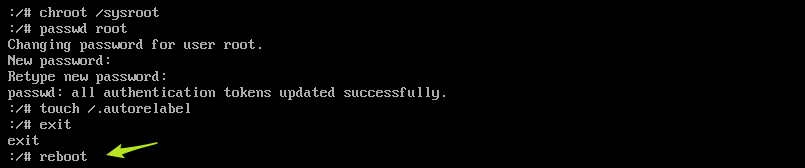 :/# chroot /sysroot
:/# passwd root
Changing password for user root.
New password:
Retype new password:
passwd: all authentication tokens updated successfully.
:/# touch /.autorelabel
:/# exit
exit
:/# reboot